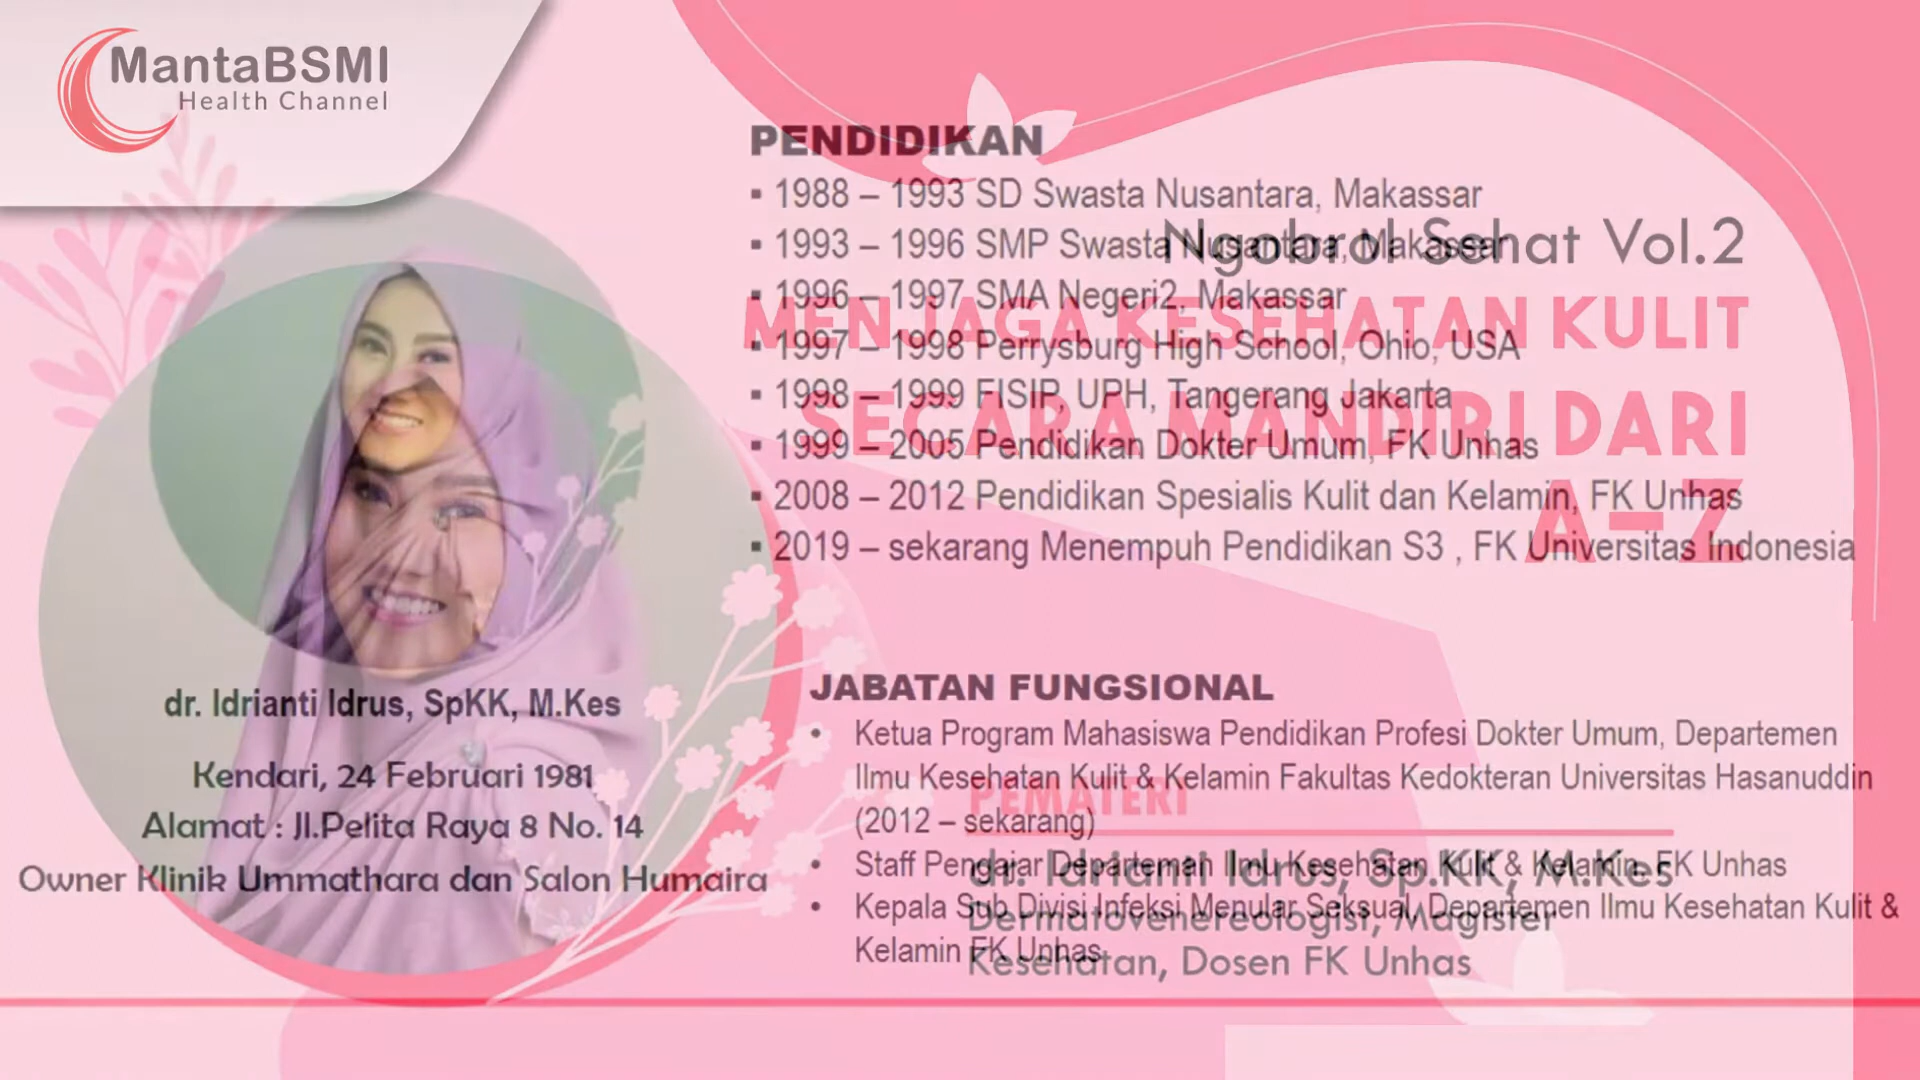 MantaBSMI
Health Channel
PENDIDIKAN
▪ 1988 – 1993 SD Swasta Nusantara, Makassar
▪ 1993 – 1996 SMP Swasta Nusantara, Makassar
▪ 1996 – 1997 SMA Negeri2, Makassar
▪ 1997 – 1998 Perrysburg High School, Ohio, USA
▪ 1998 – 1999 FISIP, UPH, Tangerang Jakarta
▪ 1999 – 2005 Pendidikan Dokter Umum, FK Unhas
▪ 2008 – 2012 Pendidikan Spesialis Kulit dan Kelamin, FK Unhas
▪ 2019 – sekarang Menempuh Pendidikan S3 , FK Universitas Indonesia
Ngobrol Sehat Vol.2
MENJAGA KESEHATAN KULIT
SECARA MANDIRI DARI
A-Z
dr. Idrianti Idrus, SpKK, M.Kes
Kendari, 24 Februari 1981
Alamat : Jl.Pelita Raya 8 No. 14
Owner Klinik Ummathara dan Salon Humaira
JABATAN FUNGSIONAL
• Ketua Program Mahasiswa Pendidikan Profesi Dokter Umum, Departemen
Ilmu Kesehatan Kulit & Kelamin Fakultas Kedokteran Universitas Hasanuddin
(2012 – sekarang)
• Staff Pengajar Departemah Ilmu Kesehatan Kulit & Kelamin, FK Unhas
• Kepala Sub Divisi Infeksi Menular Seksual, Departemen Ilmu Kesehatan Kulit &
Kelamin FK Unhas
PEMATERI
dr. Idrianti Idrus, Sp.KK, M.Kes
Dermatovenereologist, Magister
Kesehatan, Dosen FK Unhas